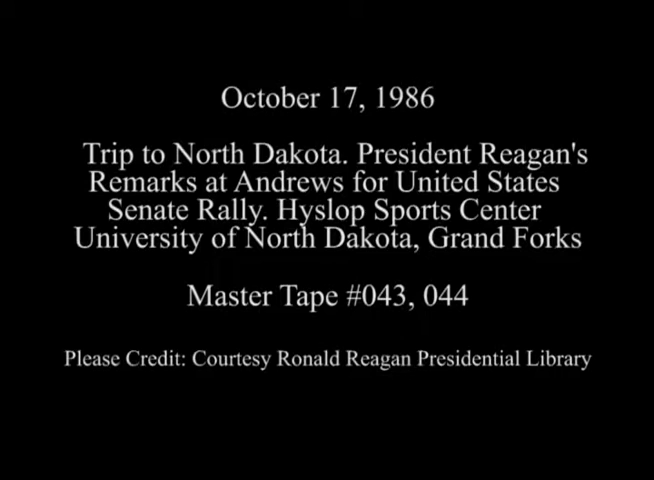 October 17, 1986
Trip to North Dakota. President Reagan's
Remarks at Andrews for United States
Senate Rally. Hyslop Sports Center
University of North Dakota, Grand Forks
Master Tape #043, 044
Please Credit: Courtesy Ronald Reagan Presidential Library